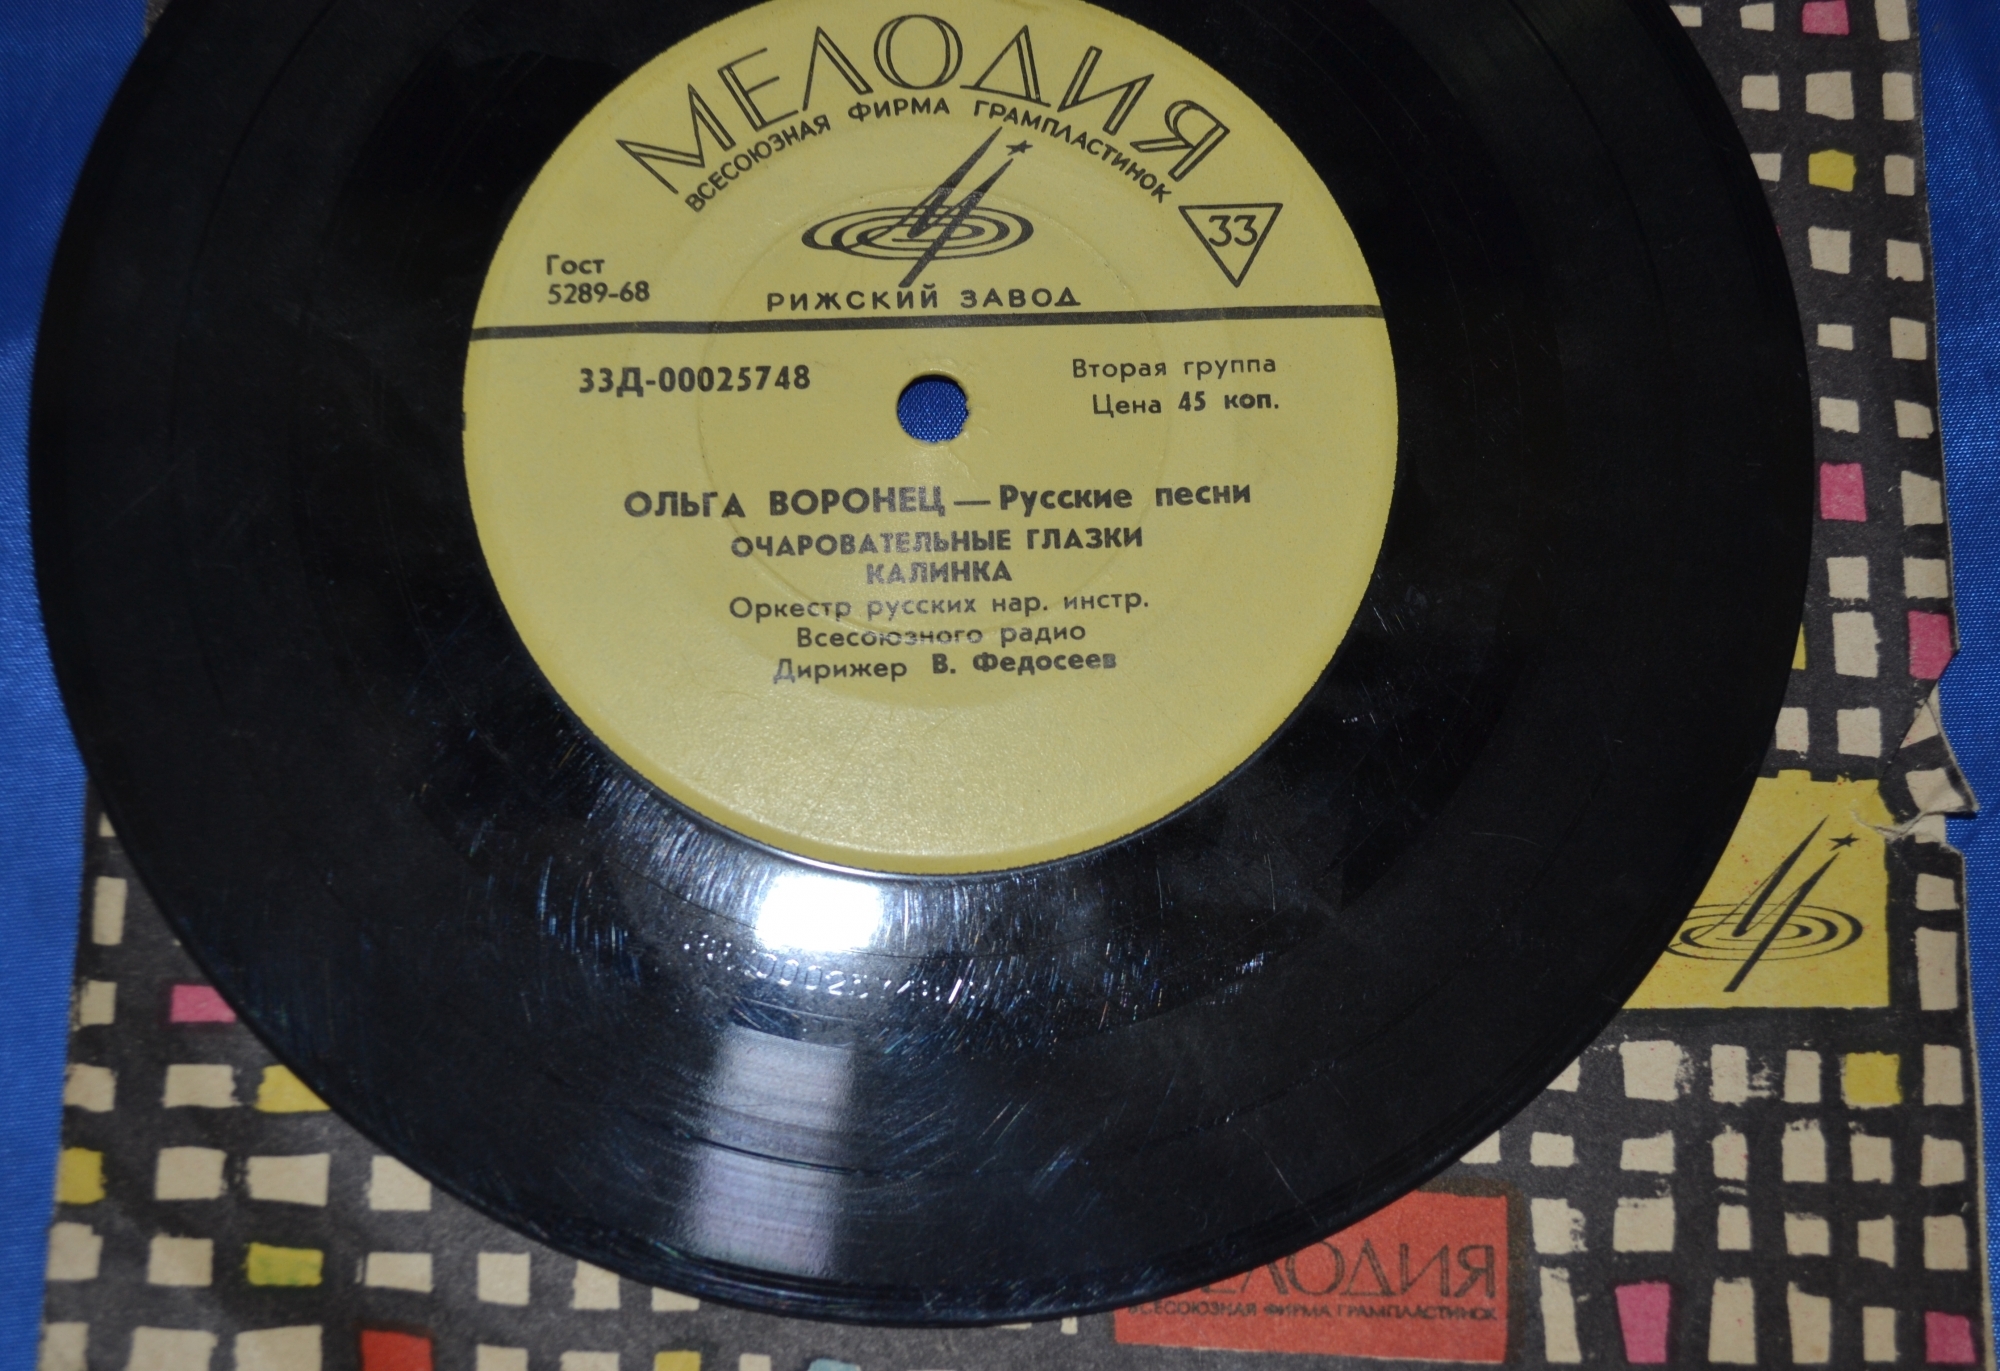 МЕЛОДИЯ
ВСЕСОЮЗНАЯ ФИРМА ГРАМПЛАСТИНОК
33
Гост
5289-68
РИЖСКИЙ ЗАВОД
33Д-00025748
Вторая группа
Цена 45 коп.
ОЛЬГА ВОРОНЕЦ — Русские песни
ОЧАРОВАТЕЛЬНЫЕ ГЛАЗКИ
КАЛИНКА
Оркестр русских нар. инстр.
Всесоюзного радио
Дирижер В. Федосеев
ЛОДИЯ
ВСЕСОЮЗНАЯ ФИРМА ГРАМПЛАСТИНОК